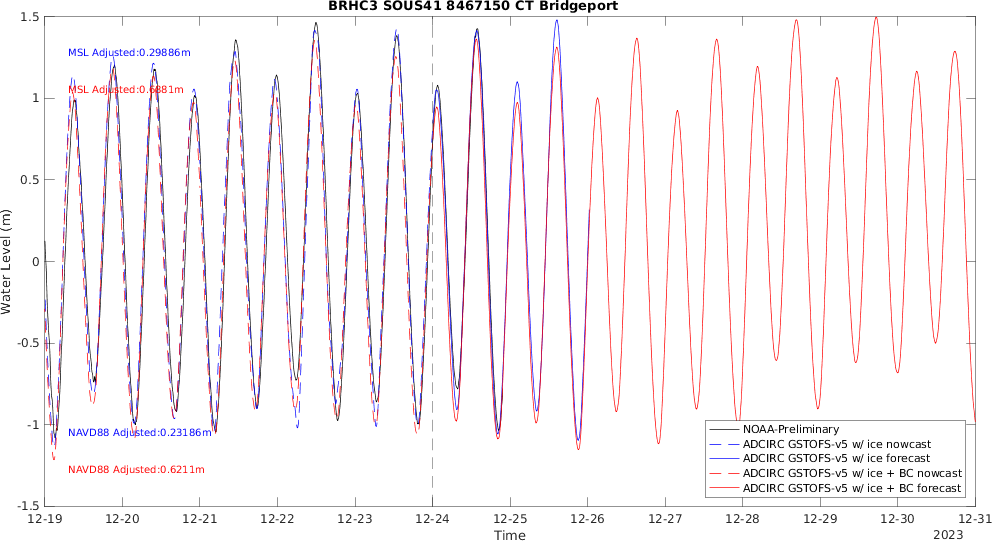 BRHC3 SOUS41 8467150 CT Bridgeport
Water Level (m)
1.5
1
0.5
0
-0.5
-1
-1.5
MSL Adjusted:0.29886m
MSL Adjusted:0.6881m
NAVD88 Adjusted:0.23186m
NAVD88 Adjusted:0.6211m
NOAA-Preliminary
ADCIRC GSTOFS-v5 w/ ice nowcast
ADCIRC GSTOFS-v5 w/ ice forecast
ADCIRC GSTOFS-v5 w/ ice + BC nowcast
ADCIRC GSTOFS-v5 w/ ice + BC forecast
12-19 12-20 12-21 12-22 12-23 12-24 12-25 12-26 12-27 12-28 12-29 12-30 12-31
Time
2023